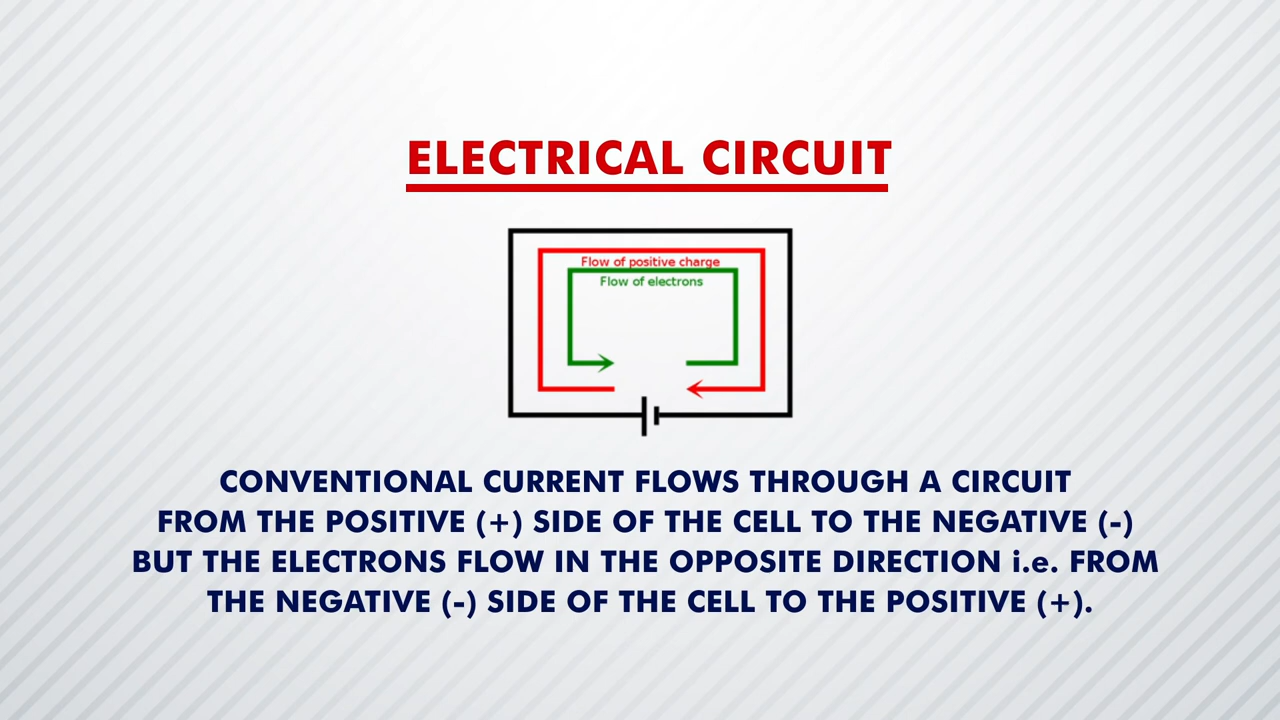 ELECTRICAL CIRCUIT
Flow of positive charge
Flow of electrons
CONVENTIONAL CURRENT FLOWS THROUGH A CIRCUIT
FROM THE POSITIVE (+) SIDE OF THE CELL TO THE NEGATIVE (-)
BUT THE ELECTRONS FLOW IN THE OPPOSITE DIRECTION i.e. FROM
THE NEGATIVE (-) SIDE OF THE CELL TO THE POSITIVE (+).